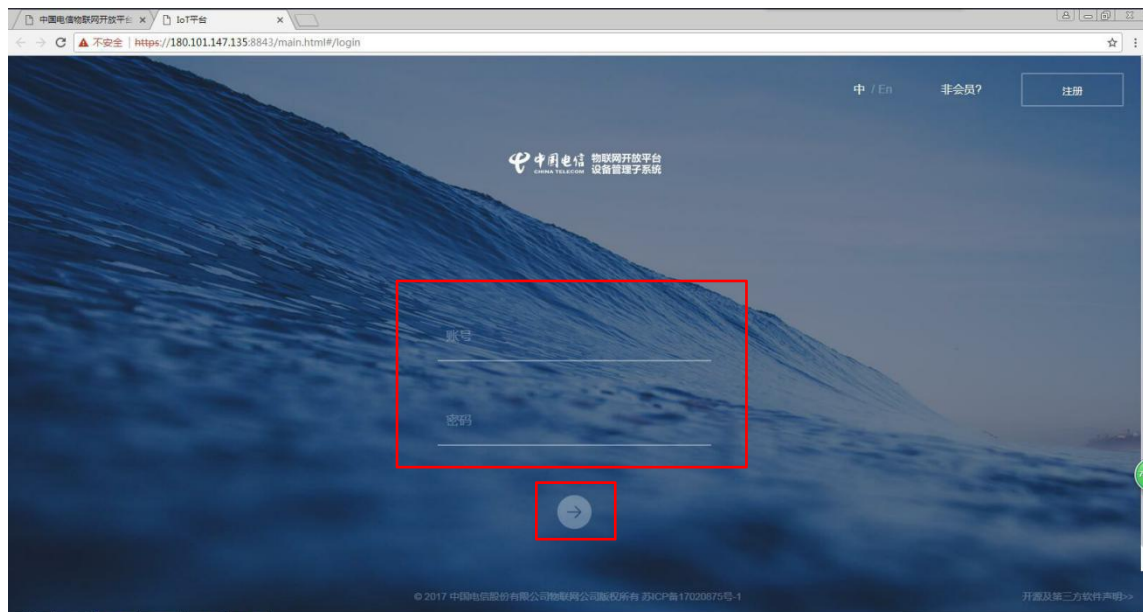 中国电信物联网开放平台
IoT平台
不安全 | https://180.101.147.135:8843/main.html#/login
中 / En 非会员? 注册
中国电信 物联网开放平台
CHINA TELECOM 设备管理子系统
账号
密码
© 2017 中国电信股份有限公司物联网公司版权所有 苏ICP备17020875号-1
开源及第三方软件声明>>